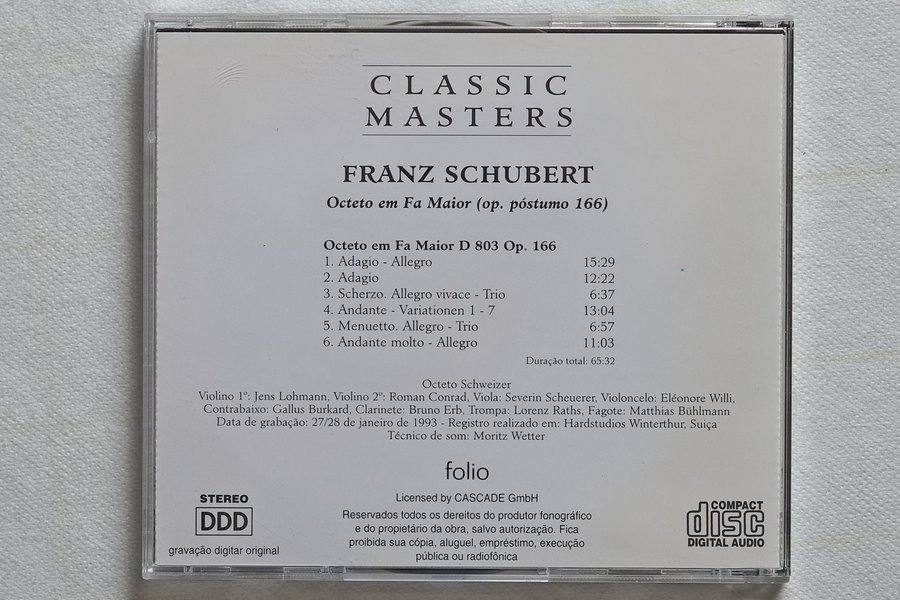 CLASSIC
MASTERS
FRANZ SCHUBERT
Octeto em Fa Maior (op. póstumo 166)
Octeto em Fa Maior D 803 Op. 166
1. Adagio - Allegro 15:29
2. Adagio 12:22
3. Scherzo. Allegro vivace - Trio 6:37
4. Andante - Variationen 1 - 7 13:04
5. Menuetto. Allegro - Trio 6:57
6. Andante molto - Allegro 11:03
Duração total: 65:32
Octeto Schweizer
Violino 1º: Jens Lohmann, Violino 2º: Roman Conrad, Viola: Severin Scheuerer, Violoncelo: Eléonore Willi,
Contrabaixo: Gallus Burkard, Clarinete: Bruno Erb, Trompa: Lorenz Raths, Fagote: Matthias Bühlmann
Data de grabação: 27/28 de janeiro de 1993 - Registro realizado em: Hardstudios Winterthur, Suiça
Técnico de som: Moritz Wetter
folio
Licensed by CASCADE GmbH
Reservados todos os dereitos do produtor fonográfico
e do propietário da obra, salvo autorização. Fica
proibida sua cópia, aluguel, empréstimo, execução
pública ou radiofônica
STEREO
DDD
gravação digitar original
COMPACT
disc
DIGITAL AUDIO